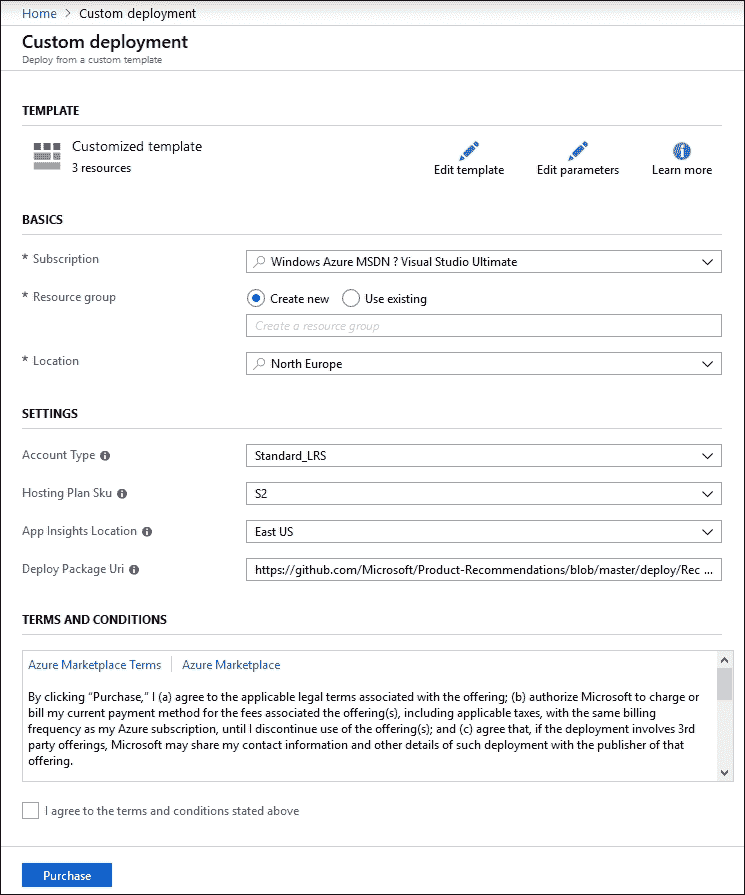 Home > Custom deployment
Custom deployment
Deploy from a custom template
TEMPLATE
Customized template
3 resources
Edit template
Edit parameters
Learn more
BASICS
* Subscription
Windows Azure MSDN ? Visual Studio Ultimate
* Resource group
Create new
Use existing
Create a resource group
* Location
North Europe
SETTINGS
Account Type
Standard_LRS
Hosting Plan Sku
S2
App Insights Location
East US
Deploy Package Uri
https://github.com/Microsoft/Product-Recommendations/blob/master/deploy/Rec ...
TERMS AND CONDITIONS
Azure Marketplace Terms | Azure Marketplace
By clicking “Purchase,” I (a) agree to the applicable legal terms associated with the offering; (b) authorize Microsoft to charge or
bill my current payment method for the fees associated the offering(s), including applicable taxes, with the same billing
frequency as my Azure subscription, until I discontinue use of the offering(s); and (c) agree that, if the deployment involves 3rd
party offerings, Microsoft may share my contact information and other details of such deployment with the publisher of that
offering.
I agree to the terms and conditions stated above
Purchase